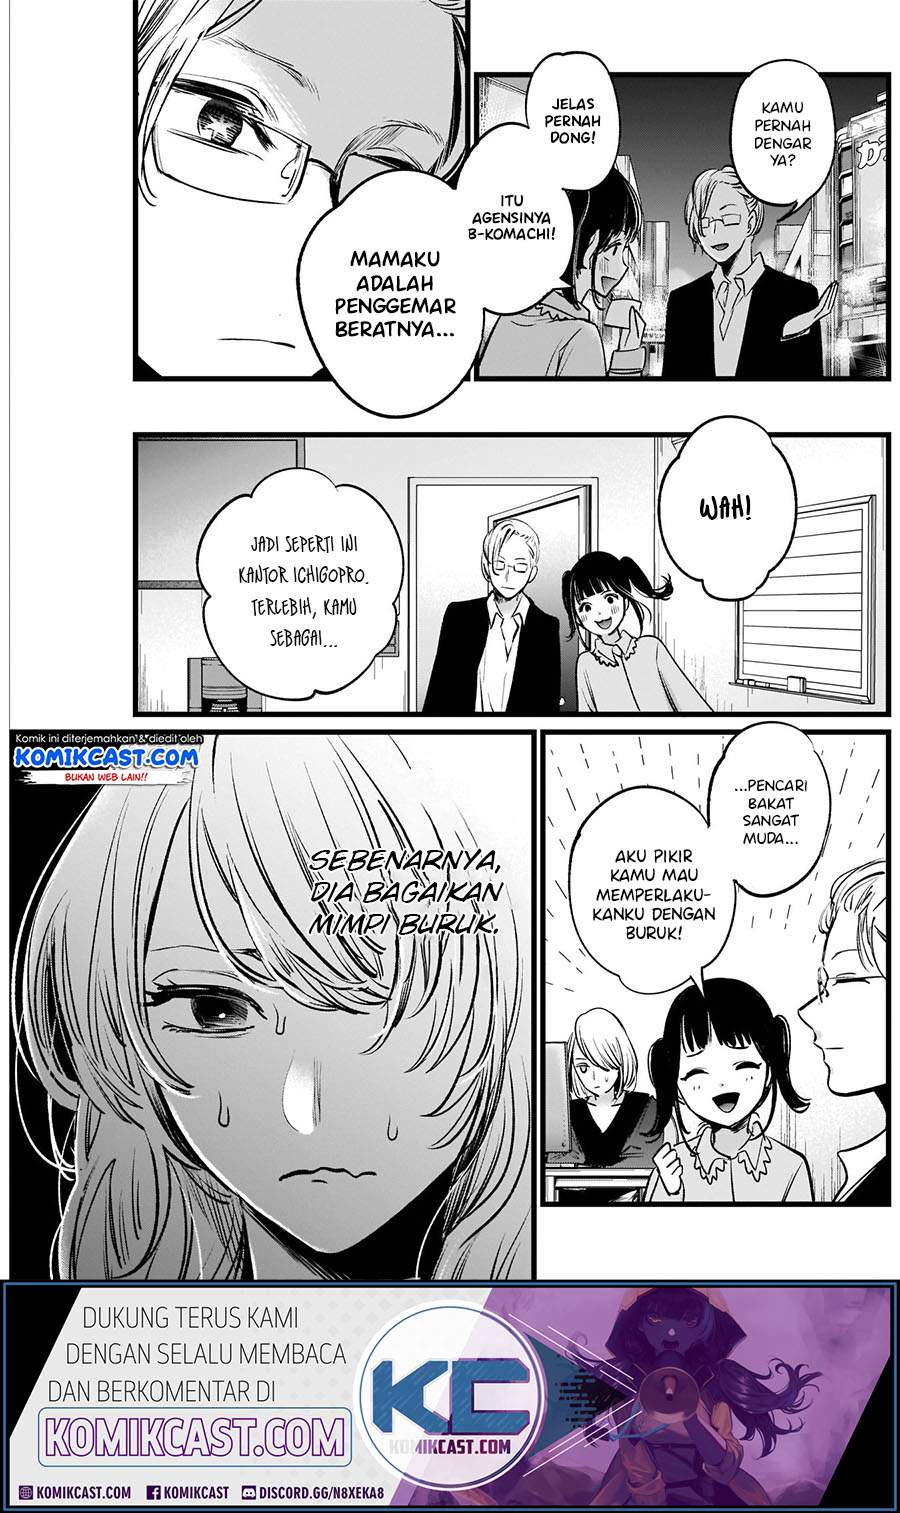 KAMU
PERNAH
DENGAR
YA?
JELAS
PERNAH
DONG!
ITU
AGENSINYA
B-KOMACHI!
MAMAKU
ADALAH
PENGGEMAR
BERATNYA...
WAH!
JADI SEPERTI INI
KANTOR ICHIGOPRO.
TERLEBIH, KAMU
SEBAGAI...
...PENCARI
BAKAT
SANGAT
MUDA...
AKU PIKIR
KAMU MAU
MEMPERLAKU-
KANKU DENGAN
BURUK!
Komik ini diterjemahkan & diedit oleh
KOMIKCAST.COM
BUKAN WEB LAIN!!
SEBENARNYA,
DIA BAGAIKAN
MIMPI BURUK.
DUKUNG TERUS KAMI
DENGAN SELALU MEMBACA
DAN BERKOMENTAR DI
KOMIKCAST.COM
KC
KOMIKCAST.COM
KOMIKCAST.COM KOMIKCAST DISCORD.GG/N8XEKA8